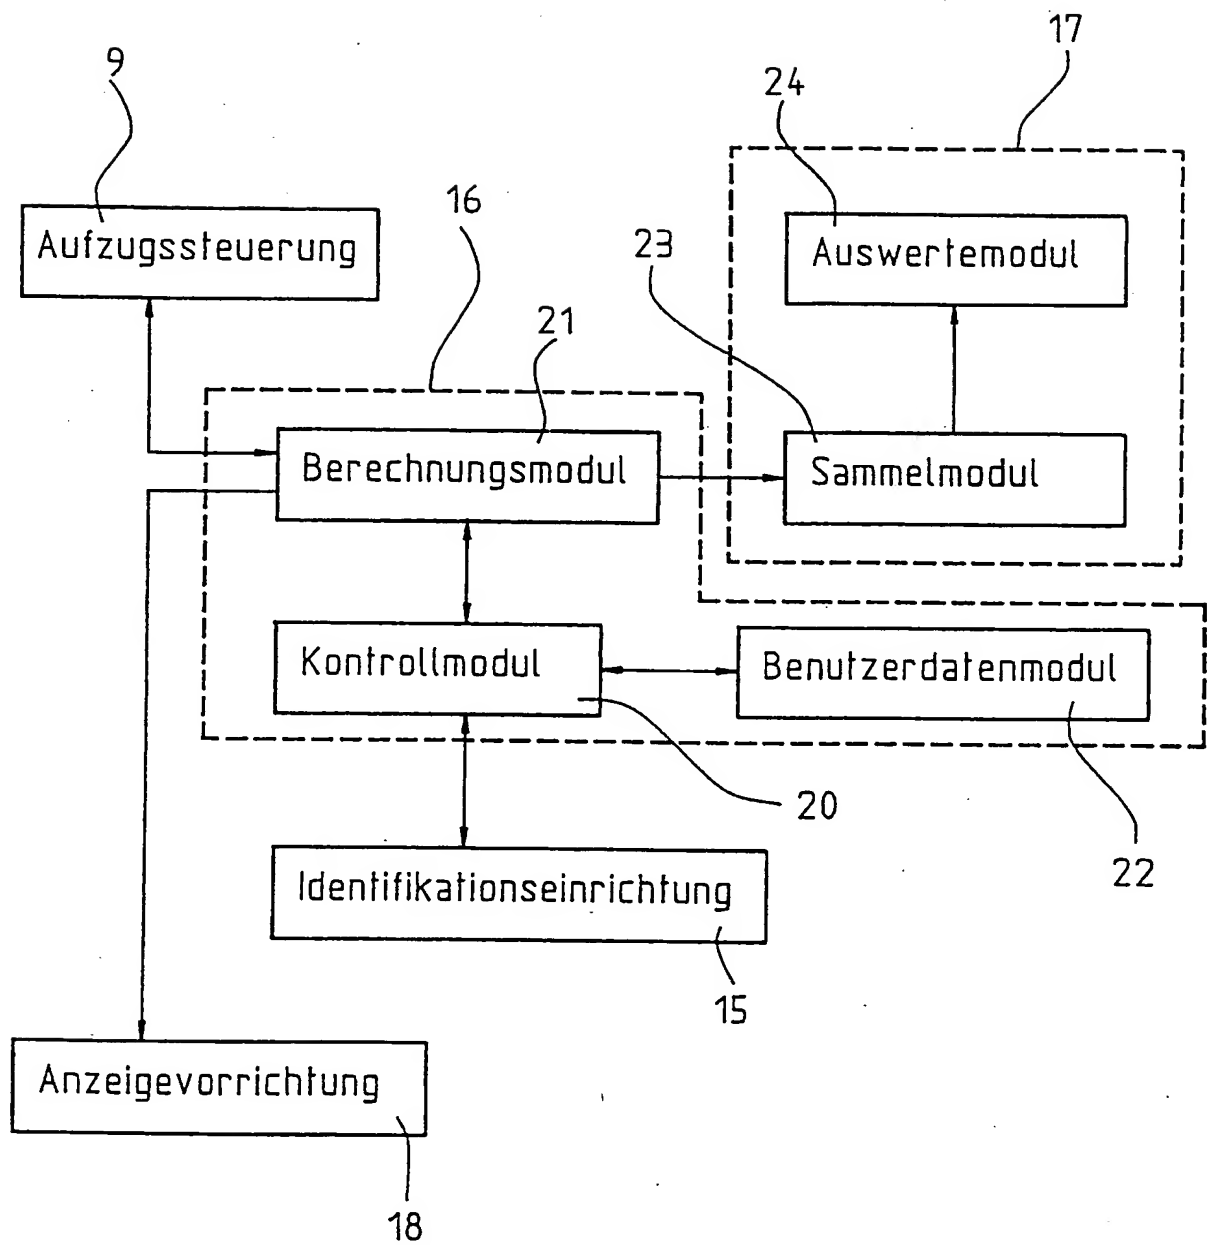 17
9
24
16
Aufzugssteuerung
23
Auswertemodul
21
Berechnungsmodul
Sammelmodul
Kontrollmodul
Benutzerdatenmodul
20
22
Identifikationseinrichtung
15
Anzeigevorrichtung
18